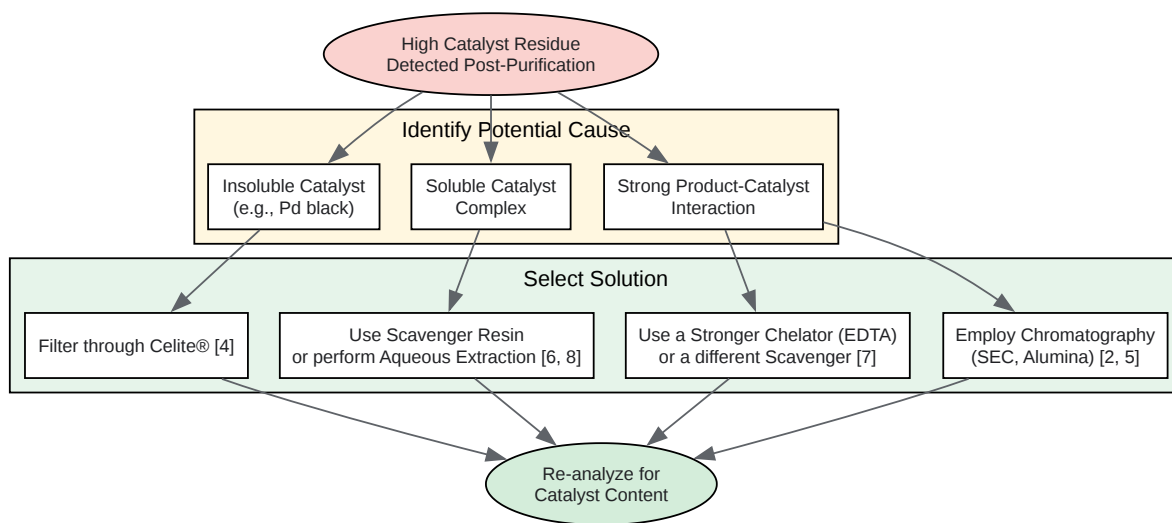 High Catalyst Residue
Detected Post-Purification
Identify Potential Cause
Insoluble Catalyst
(e.g., Pd black)
Soluble Catalyst
Complex
Strong Product-Catalyst
Interaction
Select Solution
Filter through Celite® [4]
Use Scavenger Resin
or perform Aqueous Extraction [6, 8]
Use a Stronger Chelator (EDTA)
or a different Scavenger [7]
Employ Chromatography
(SEC, Alumina) [2, 5]
Re-analyze for
Catalyst Content